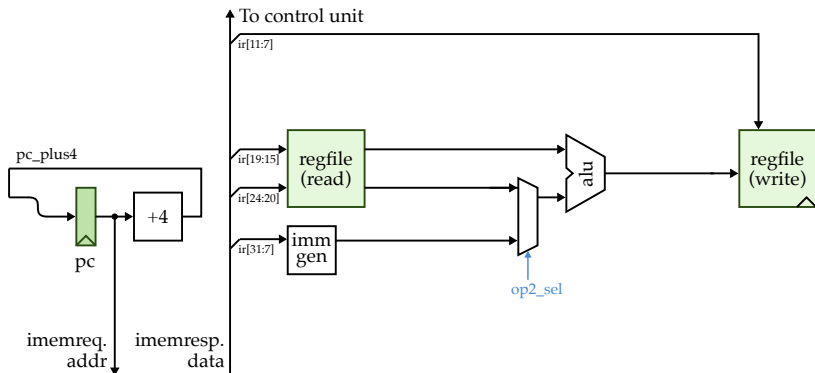 To control unit
ir[11:7]
pc_plus4
ir[19:15]
regfile
(read)
alu
regfile
(write)
ir[24:20]
+4
pc
ir[31:7]
imm
gen
op2_sel
imemreq.
addr
imemresp.
data